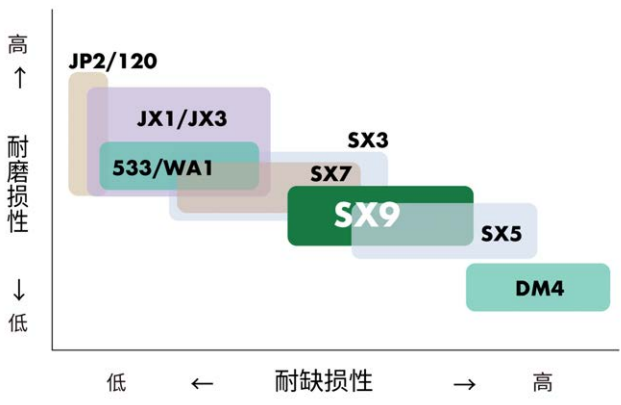 高
↑
耐磨损性
↓
低
JP2/120
JX1/JX3
533/WA1
SX3
SX7
SX9
SX5
DM4
低 ← 耐缺损性 → 高